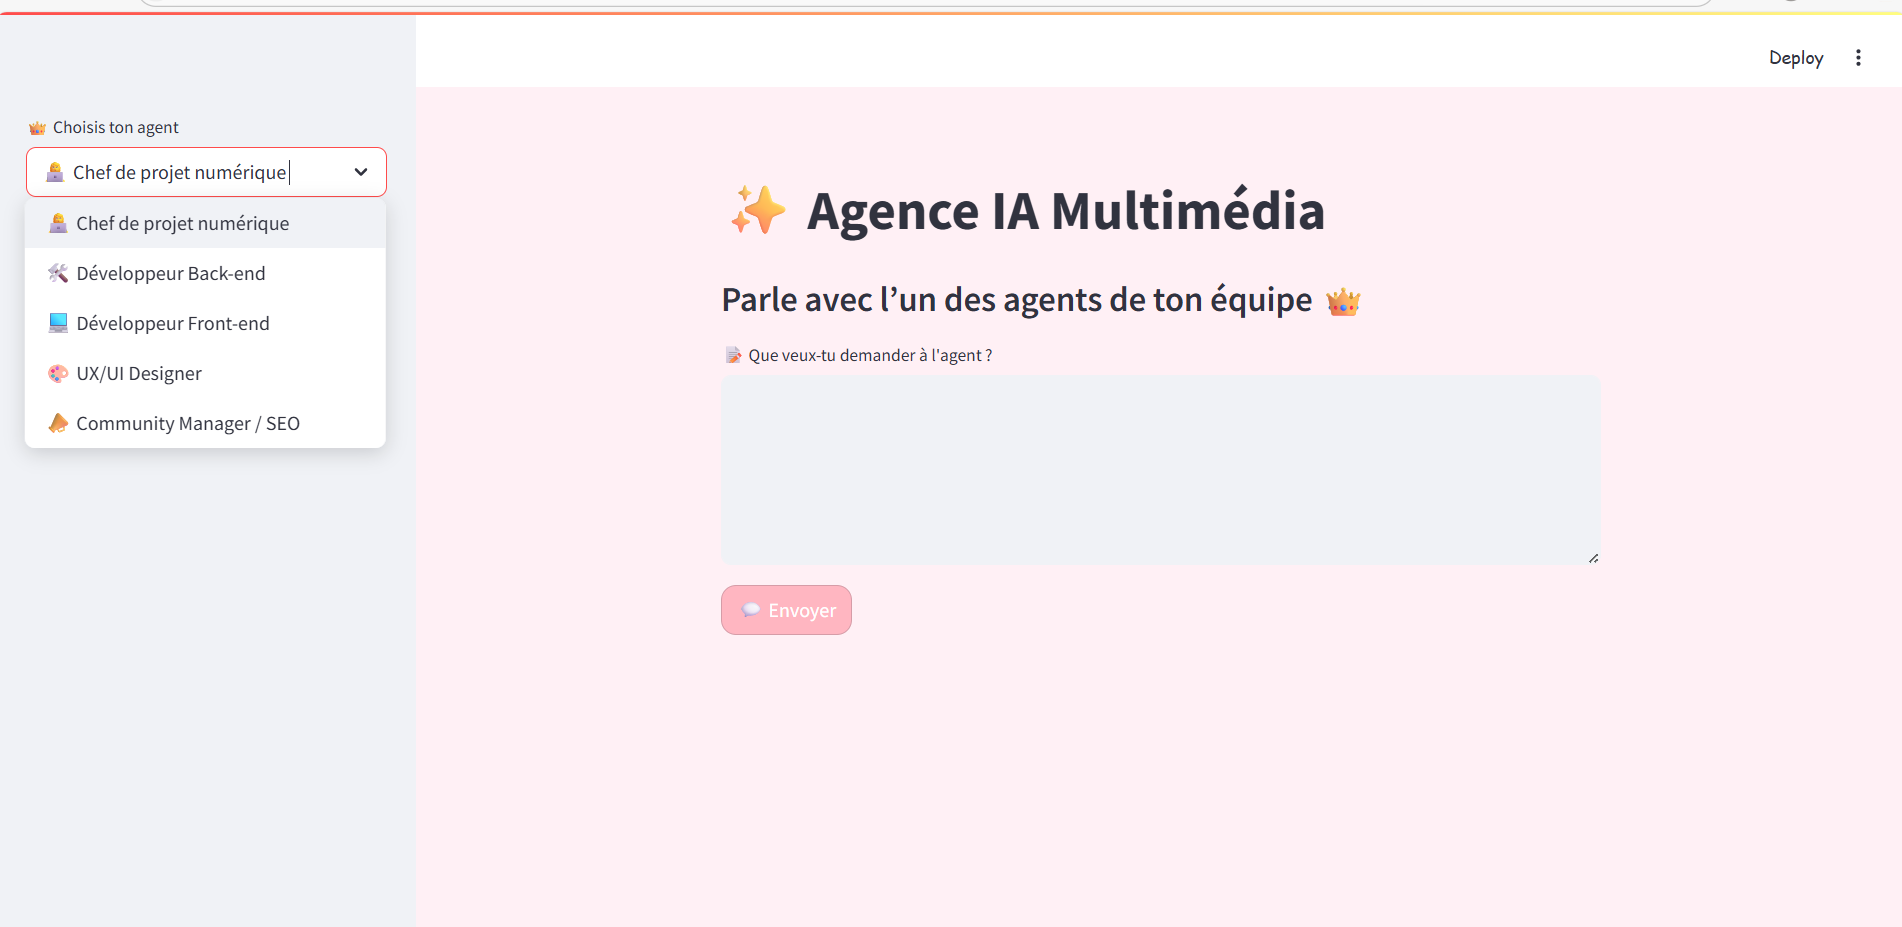 Deploy
👑 Choisis ton agent
👩‍💻 Chef de projet numérique
👩‍💻 Chef de projet numérique
🛠️ Développeur Back-end
💻 Développeur Front-end
🎨 UX/UI Designer
📣 Community Manager / SEO
✨ Agence IA Multimédia
Parle avec l’un des agents de ton équipe 👑
📝 Que veux-tu demander à l'agent ?
💬 Envoyer